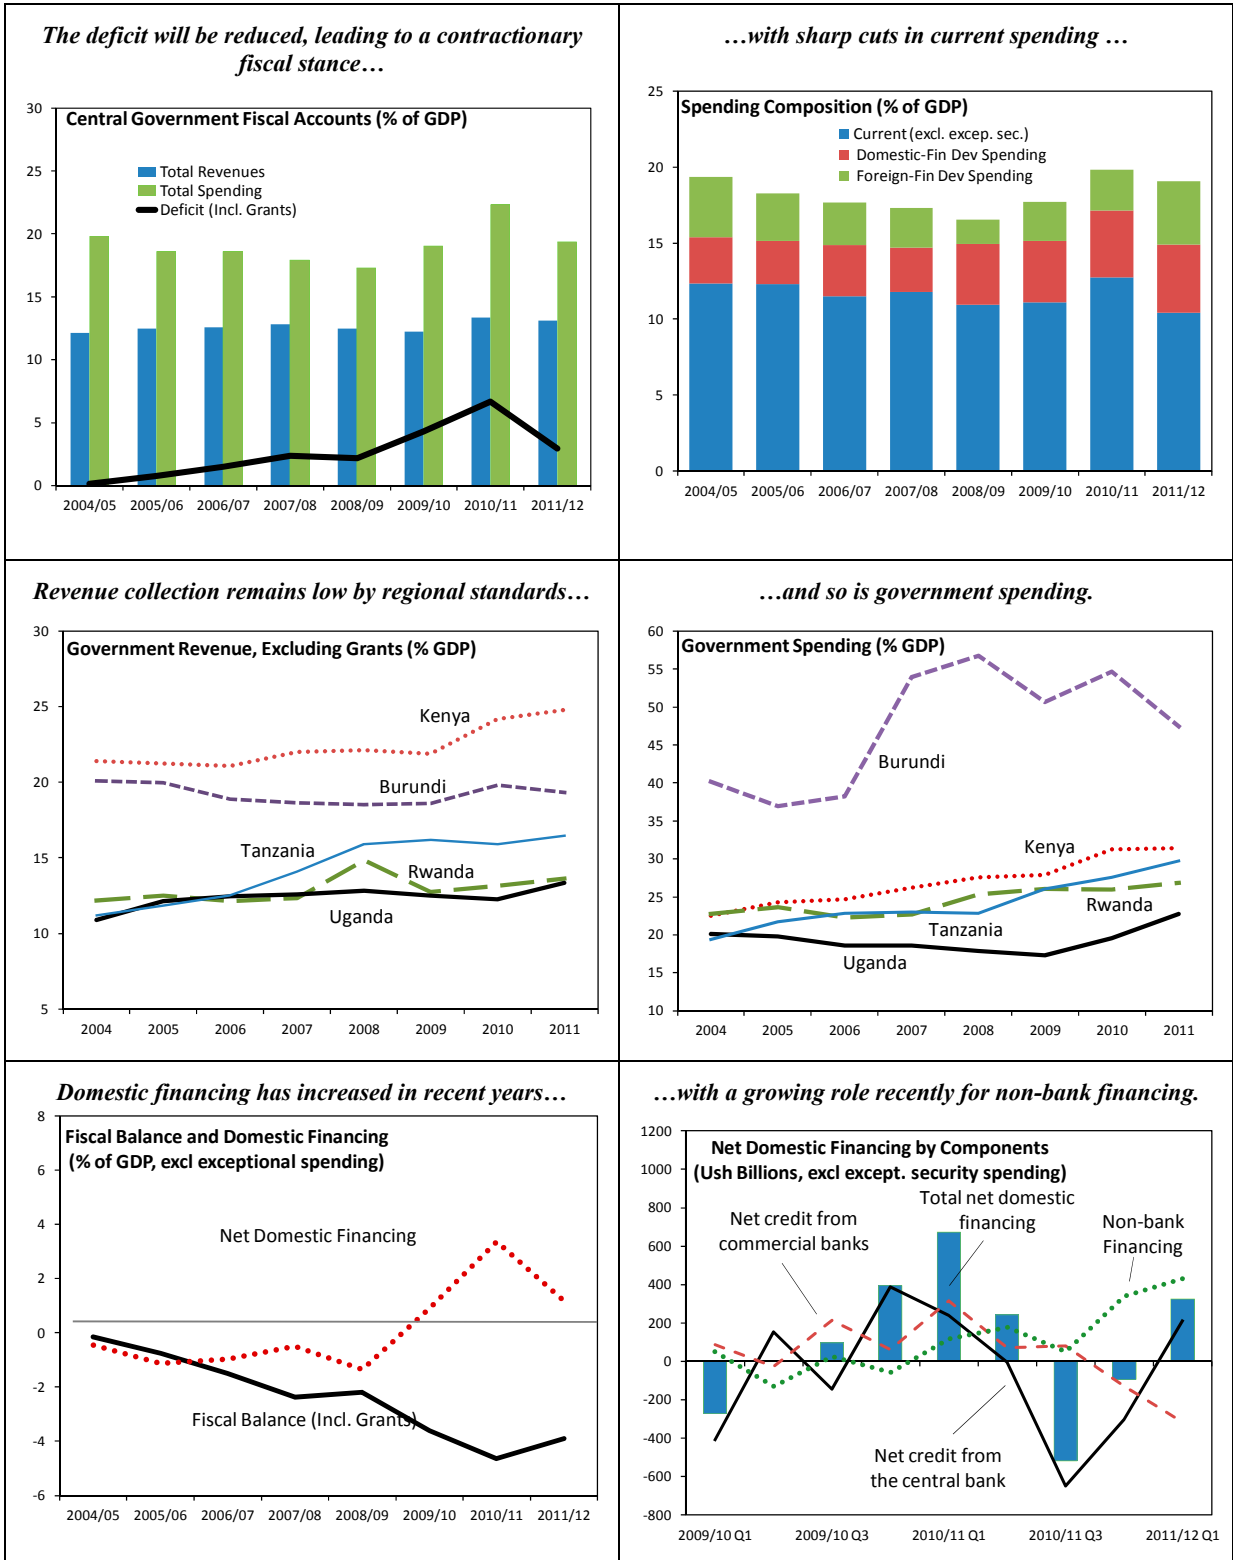 The deficit will be reduced, leading to a contractionary
fiscal stance…
30
25
20
15
10
5
0
Central Government Fiscal Accounts (% of GDP)
Total Revenues
Total Spending
Deficit (Incl. Grants)
2004/05 2005/06 2006/07 2007/08 2008/09 2009/10 2010/11 2011/12
…with sharp cuts in current spending …
25
20
15
10
5
0
Spending Composition (% of GDP)
Current (excl. excep. sec.)
Domestic-Fin Dev Spending
Foreign-Fin Dev Spending
2004/05 2005/06 2006/07 2007/08 2008/09 2009/10 2010/11 2011/12
Revenue collection remains low by regional standards…
30
25
20
15
10
5
Government Revenue, Excluding Grants (% GDP)
Kenya
Burundi
Tanzania
Rwanda
Uganda
2004 2005 2006 2007 2008 2009 2010 2011
…and so is government spending.
60
55
50
45
40
35
30
25
20
15
10
Government Spending (% GDP)
Burundi
Kenya
Rwanda
Tanzania
Uganda
2004 2005 2006 2007 2008 2009 2010 2011
Domestic financing has increased in recent years…
8
6
4
2
0
-2
-4
-6
Fiscal Balance and Domestic Financing
(% of GDP, excl exceptional spending)
Net Domestic Financing
Fiscal Balance (Incl. Grants)
2004/05 2005/06 2006/07 2007/08 2008/09 2009/10 2010/11 2011/12
…with a growing role recently for non-bank financing.
1200
1000
800
600
400
200
0
-200
-400
-600
-800
Net Domestic Financing by Components
(Ush Billions, excl except. security spending)
Total net domestic
financing
Net credit from
commercial banks
Non-bank
Financing
Net credit from
the central bank
2009/10 Q1 2009/10 Q3 2010/11 Q1 2010/11 Q3 2011/12 Q1